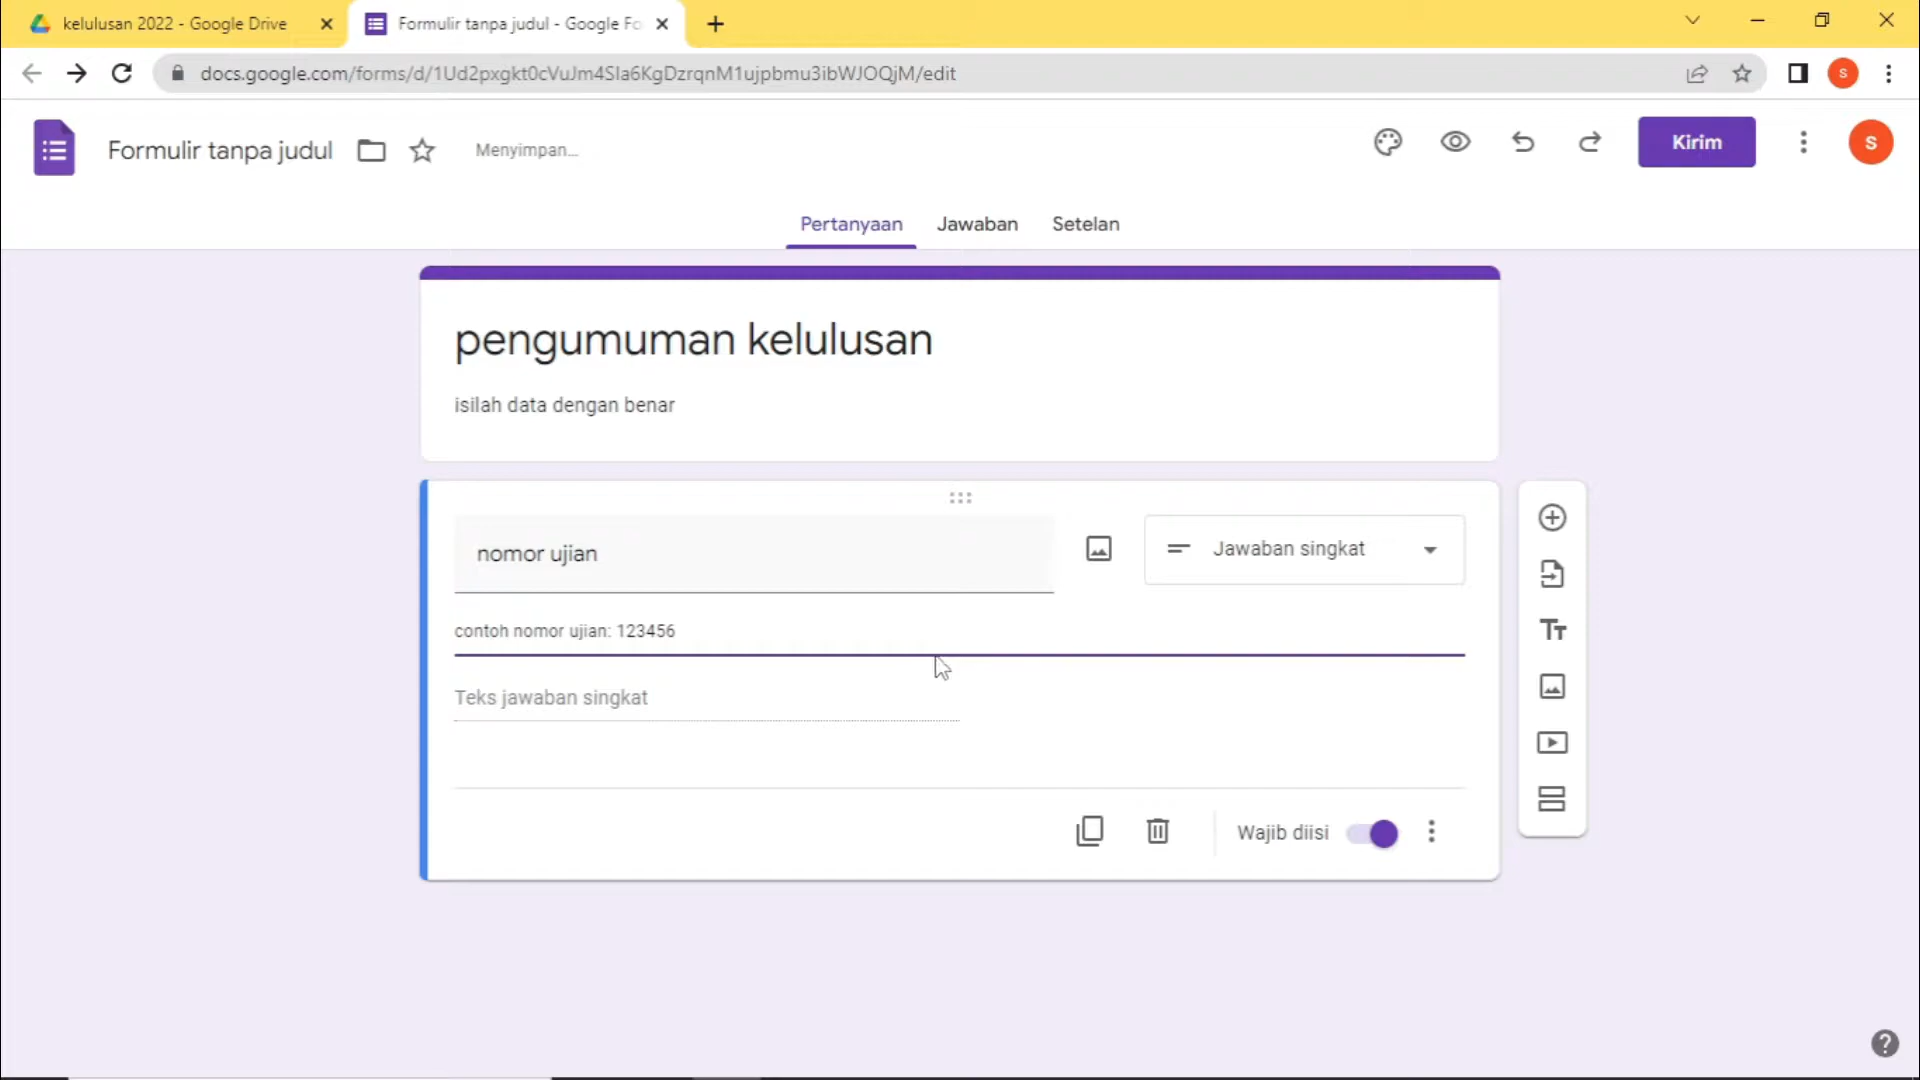 kelulusan 2022 - Google Drive
Formulir tanpa judul - Google Fo
docs.google.com/forms/d/1Ud2pxgkt0cVuJm4SIa6KgDzrqnM1ujpbmu3ibWJOQjM/edit
S
Formulir tanpa judul
Menyimpan...
Kirim
S
Pertanyaan
Jawaban
Setelan
pengumuman kelulusan
isilah data dengan benar
nomor ujian
Jawaban singkat
contoh nomor ujian: 123456
Teks jawaban singkat
Wajib diisi